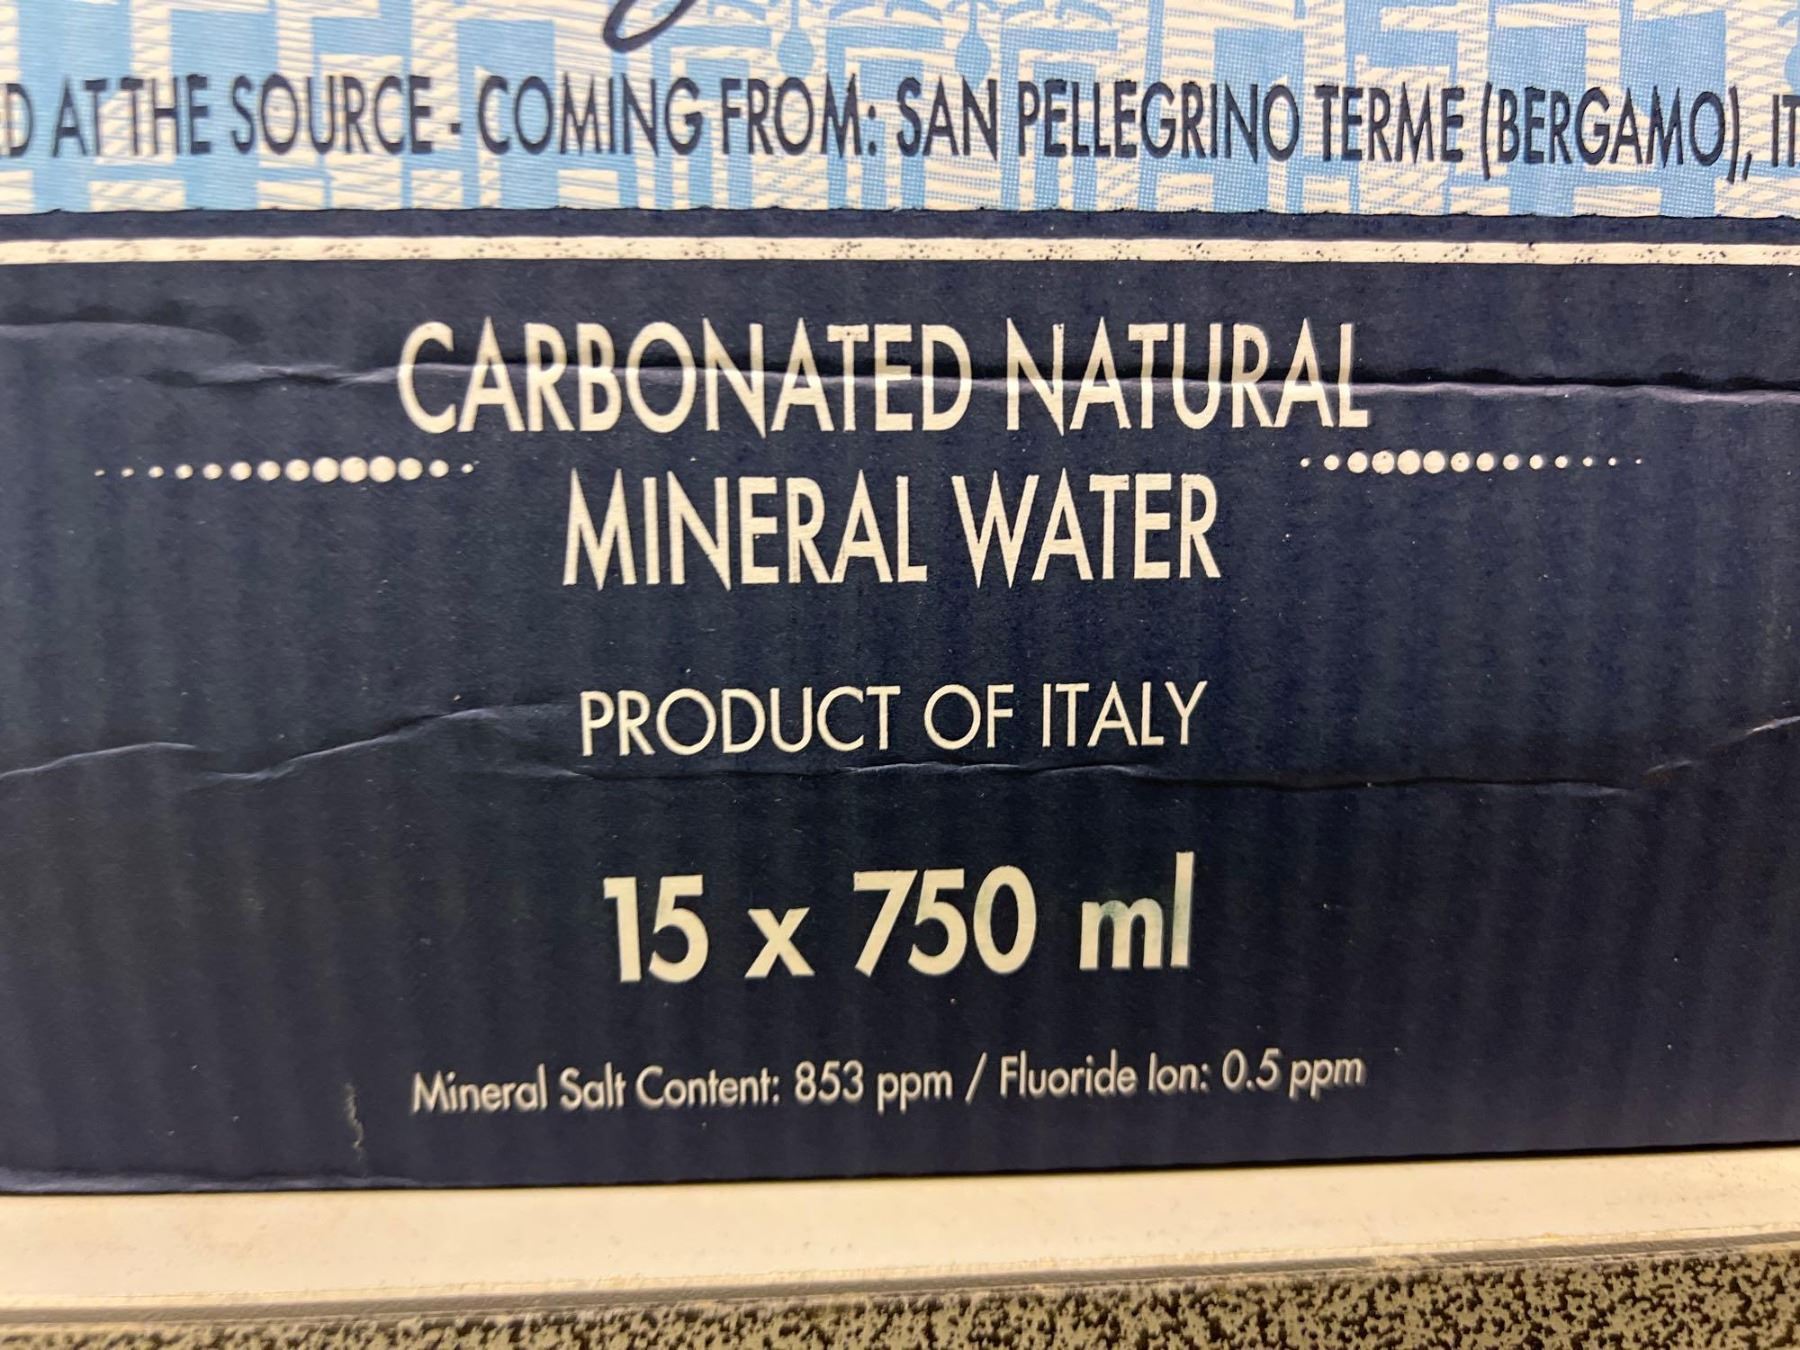 AT THE SOURCE - COMING FROM: SAN PELLEGRINO TERME (BERGAMO),
CARBONATED NATURAL
MINERAL WATER
PRODUCT OF ITALY
15 x 750 ml
Mineral Salt Content: 853 ppm / Fluoride Ion: 0.5 ppm